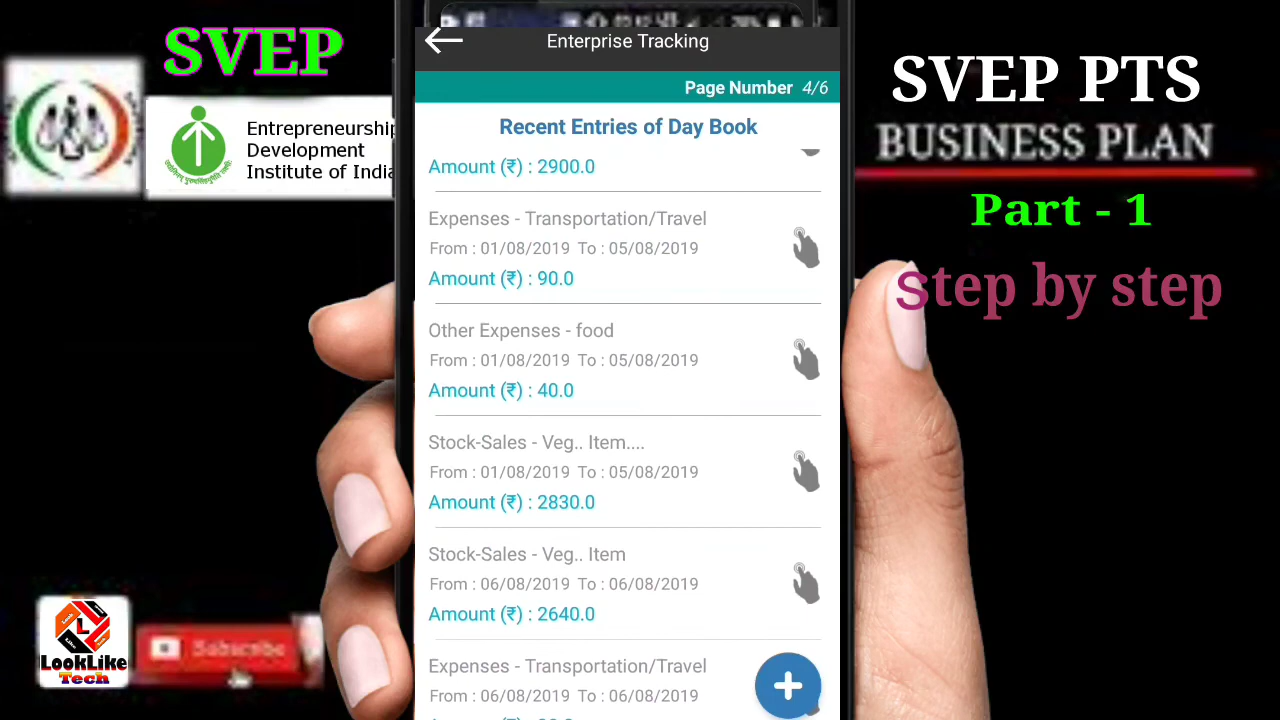 SVEP
Entrepreneurship
Development
Institute of India
Enterprise Tracking
Page Number 4/6
Recent Entries of Day Book
Amount (₹) : 2900.0
Expenses - Transportation/Travel
From : 01/08/2019 To : 05/08/2019
Amount (₹) : 90.0
Other Expenses - food
From : 01/08/2019 To : 05/08/2019
Amount (₹) : 40.0
Stock-Sales - Veg.. Item....
From : 01/08/2019 To : 05/08/2019
Amount (₹) : 2830.0
Stock-Sales - Veg.. Item
From : 06/08/2019 To : 06/08/2019
Amount (₹) : 2640.0
Expenses - Transportation/Travel
From : 06/08/2019 To : 06/08/2019
SVEP PTS
BUSINESS PLAN
Part - 1
step by step
L
LookLike
Tech
Subscribe